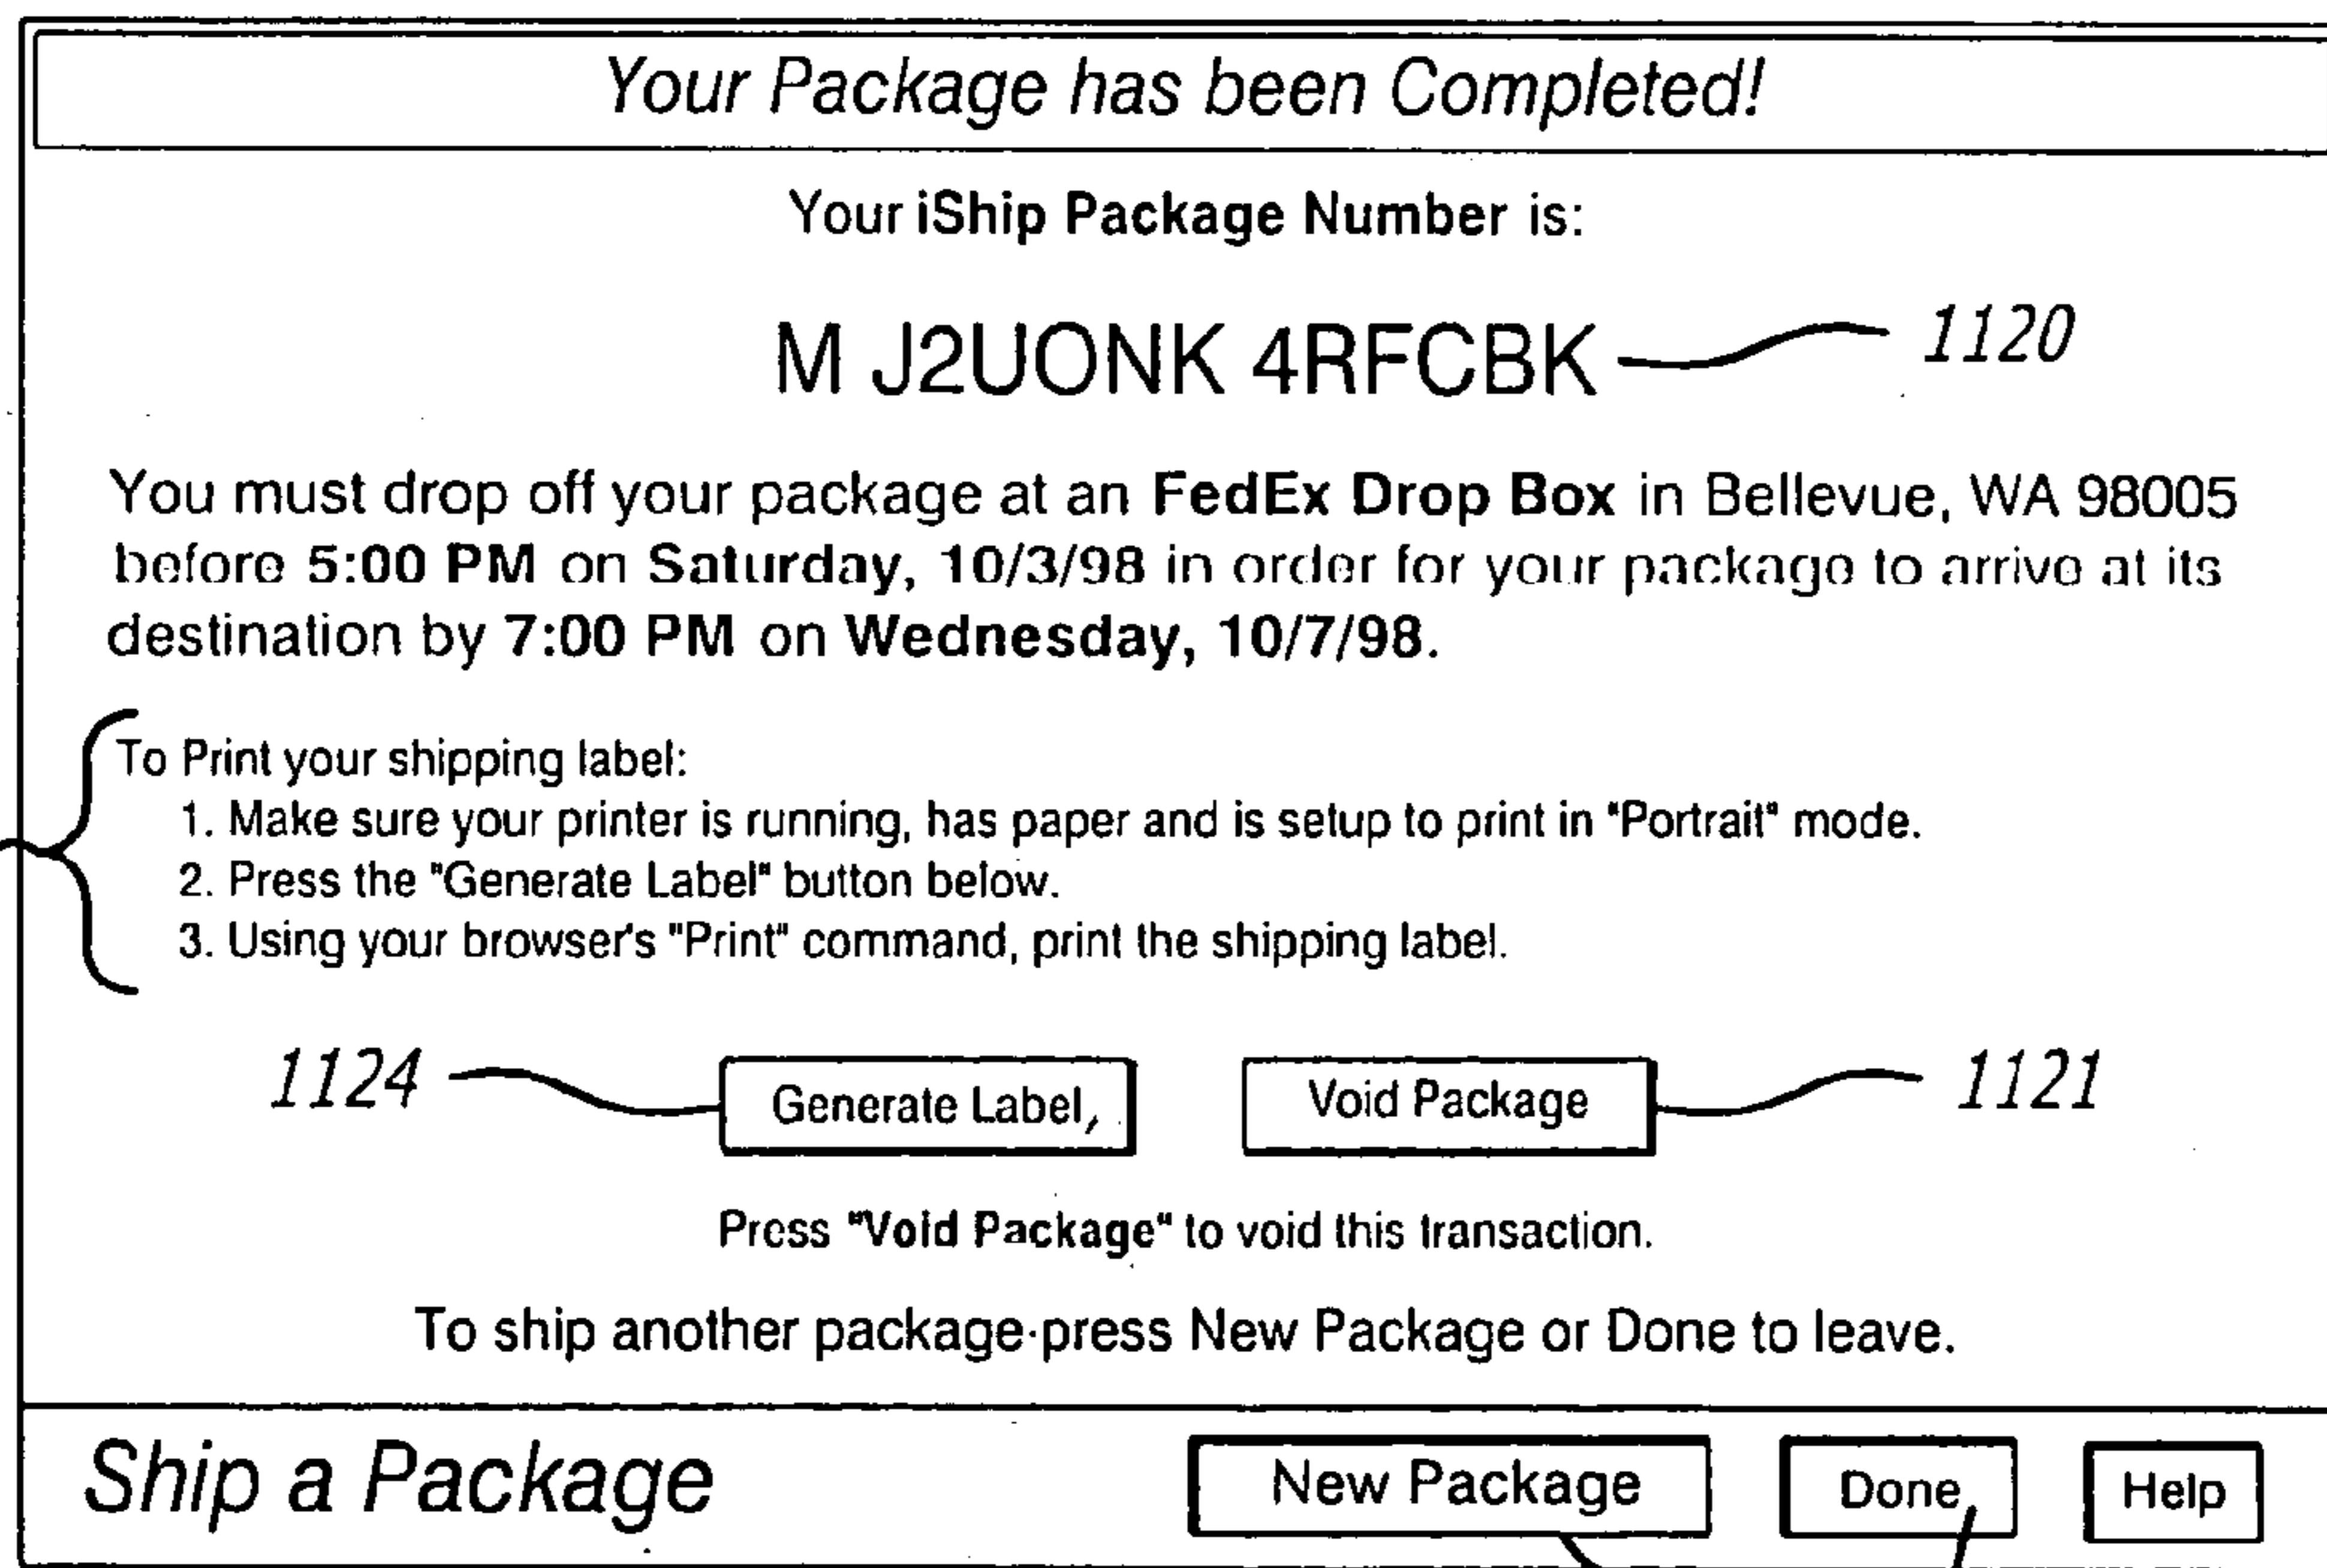 Your Package has been Completed!
Your iShip Package Number is:
M J2UONK 4RFCBK
1120
You must drop off your package at an FedEx Drop Box in Bellevue, WA 98005
before 5:00 PM on Saturday, 10/3/98 in order for your package to arrive at its
destination by 7:00 PM on Wednesday, 10/7/98.
To Print your shipping label:
1. Make sure your printer is running, has paper and is setup to print in "Portrait" mode.
2. Press the "Generate Label" button below.
3. Using your browser's "Print" command, print the shipping label.
1124
Generate Label,
Void Package
1121
Press "Void Package" to void this transaction.
To ship another package press New Package or Done to leave.
Ship a Package
New Package
Done
Help